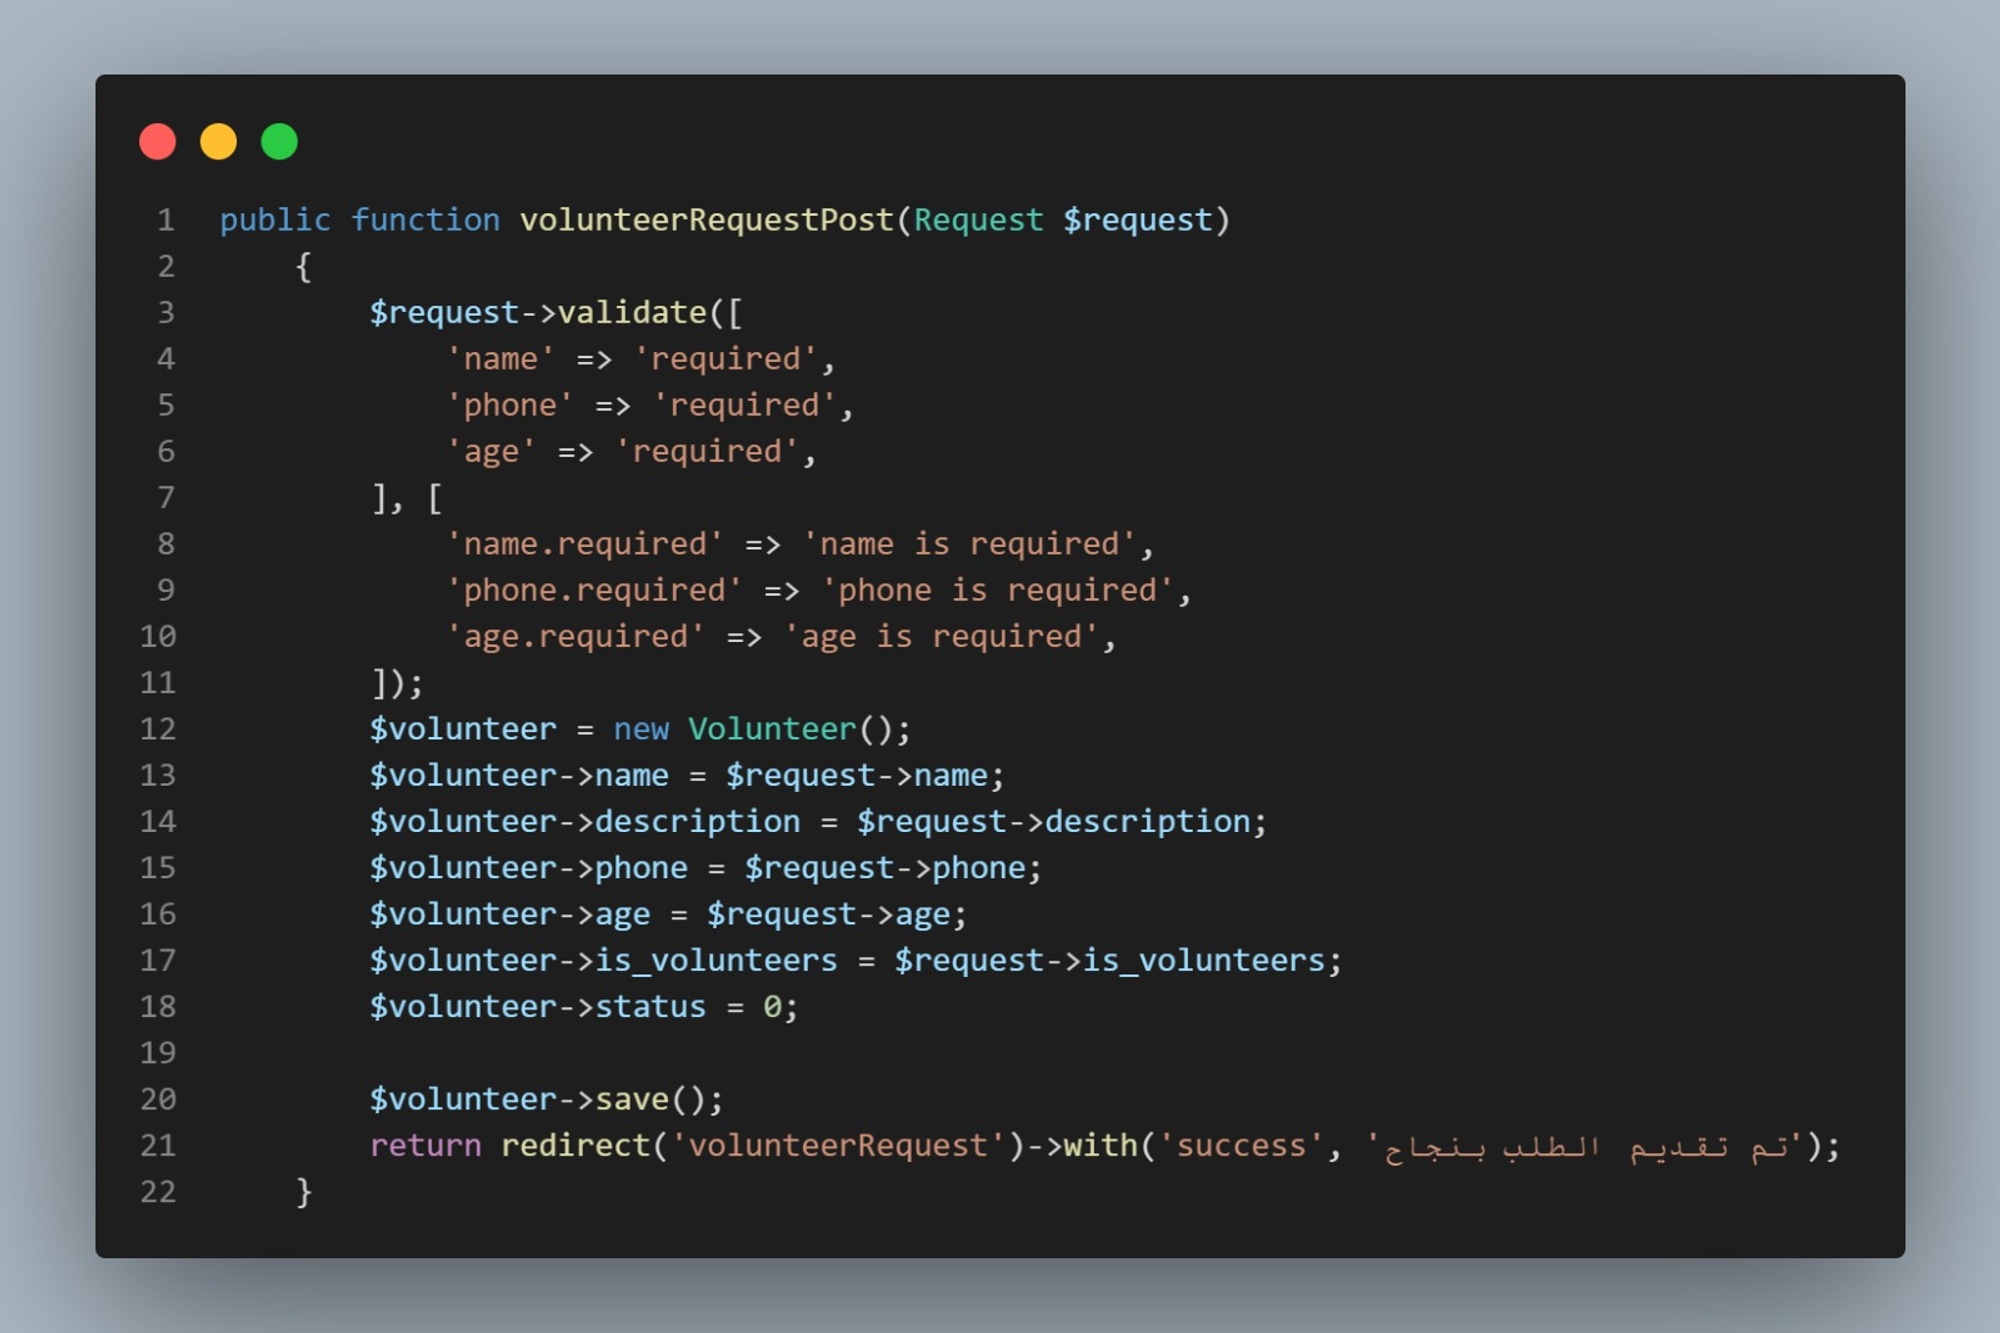 1 public function volunteerRequestPost(Request $request)
2 {
3 $request->validate([
4 'name' => 'required',
5 'phone' => 'required',
6 'age' => 'required',
7 ], [
8 'name.required' => 'name is required',
9 'phone.required' => 'phone is required',
10 'age.required' => 'age is required',
11 ]);
12 $volunteer = new Volunteer();
13 $volunteer->name = $request->name;
14 $volunteer->description = $request->description;
15 $volunteer->phone = $request->phone;
16 $volunteer->age = $request->age;
17 $volunteer->is_volunteers = $request->is_volunteers;
18 $volunteer->status = 0;
19
20 $volunteer->save();
21 return redirect('volunteerRequest')->with('success', 'تم تقديم الطلب بنجاح');
22 }